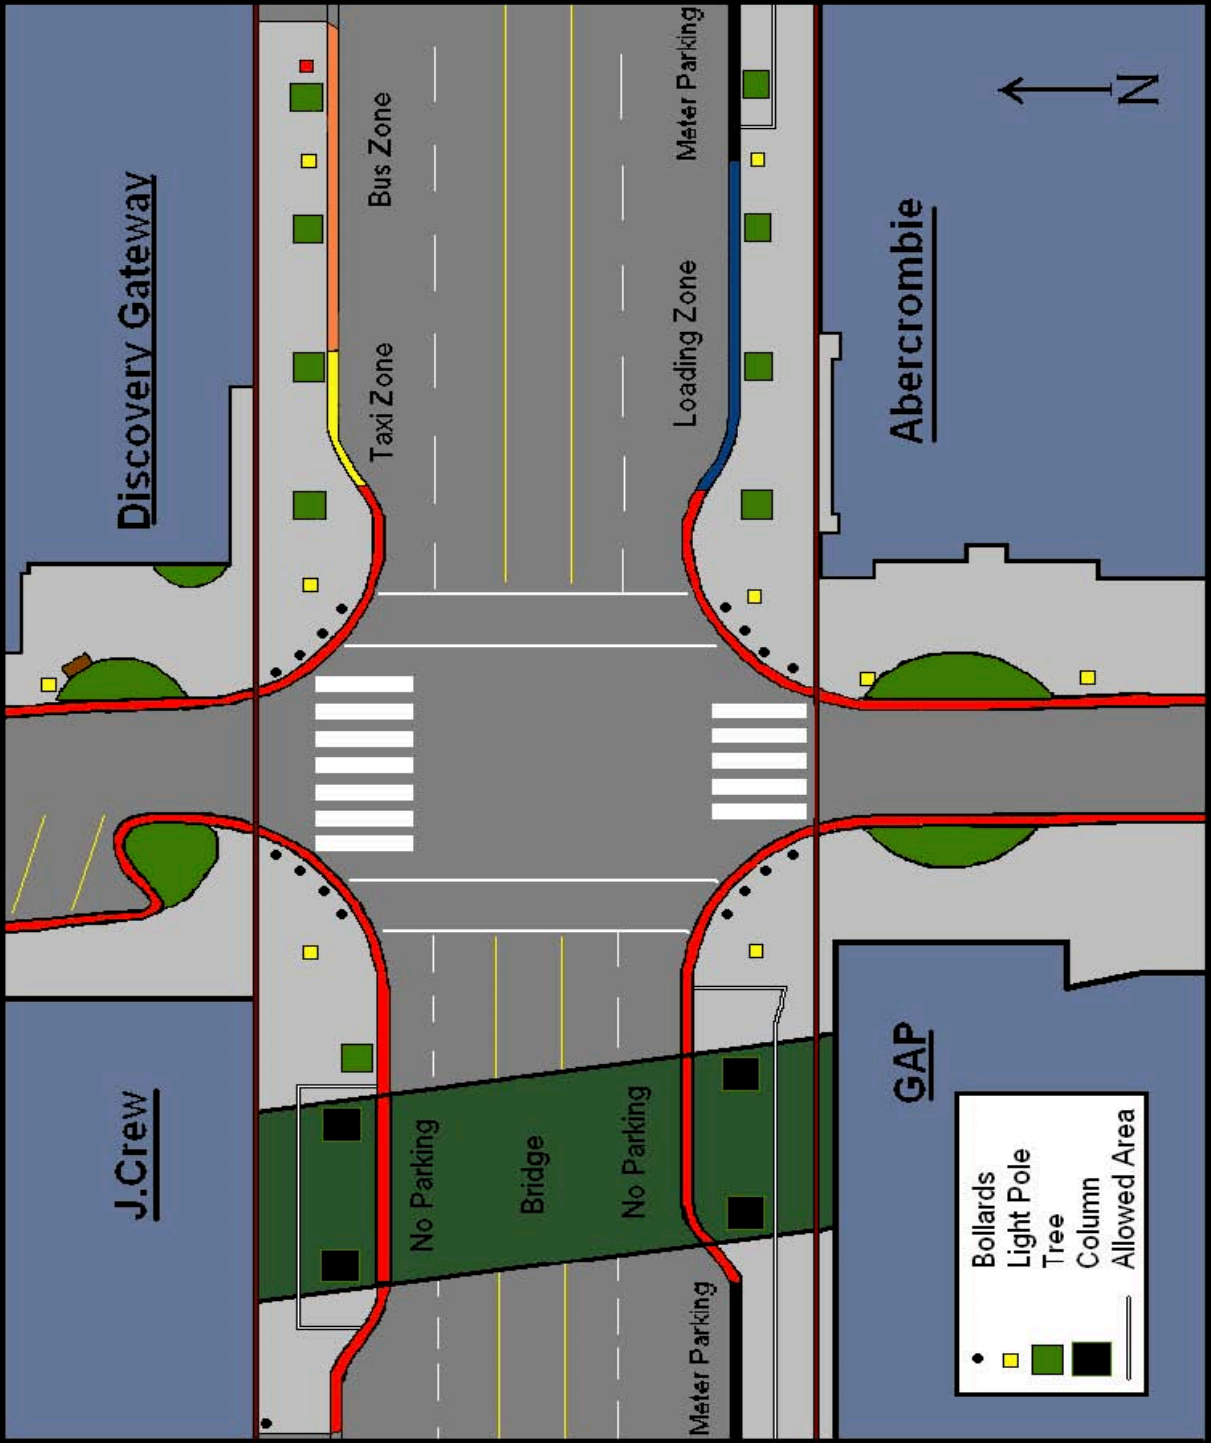 Discovery Gateway
Bus Zone
Taxi Zone
Meter Parking
Loading Zone
N
Abercrombie
J.Crew
No Parking
Bridge
No Parking
Meter Parking
GAP
Bollards
Light Pole
Tree
Column
Allowed Area